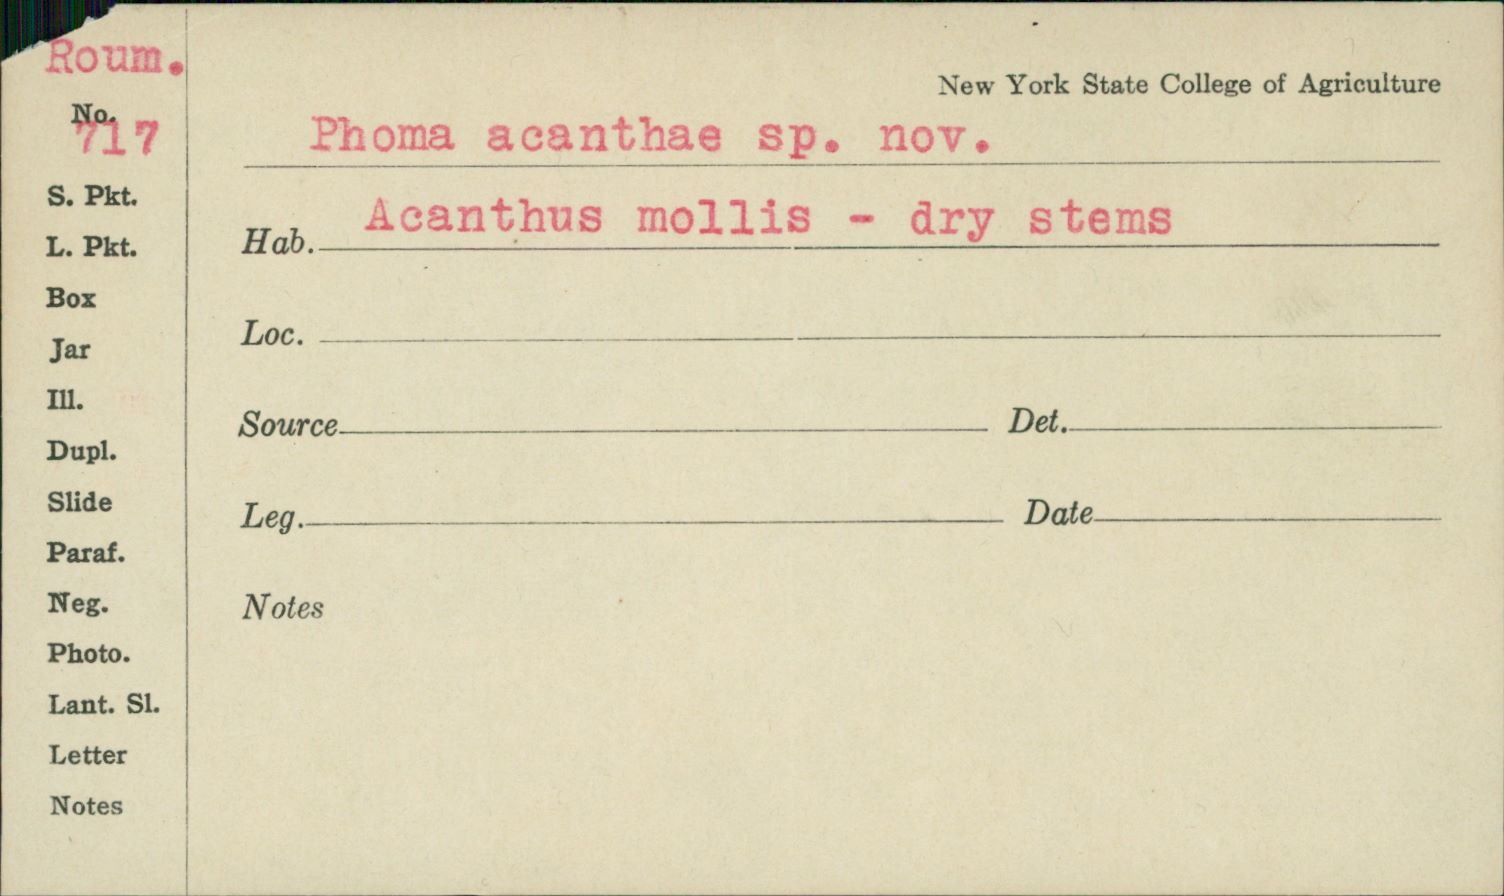 Roum.
No.
717
S. Pkt.
L. Pkt.
Box
Jar
Ill.
Dupl.
Slide
Paraf.
Neg.
Photo.
Lant. Sl.
Letter
Notes
New York State College of Agriculture
Phoma acanthae sp. nov.
Hab. Acanthus mollis - dry stems
Loc.
Source Det.
Leg. Date
Notes